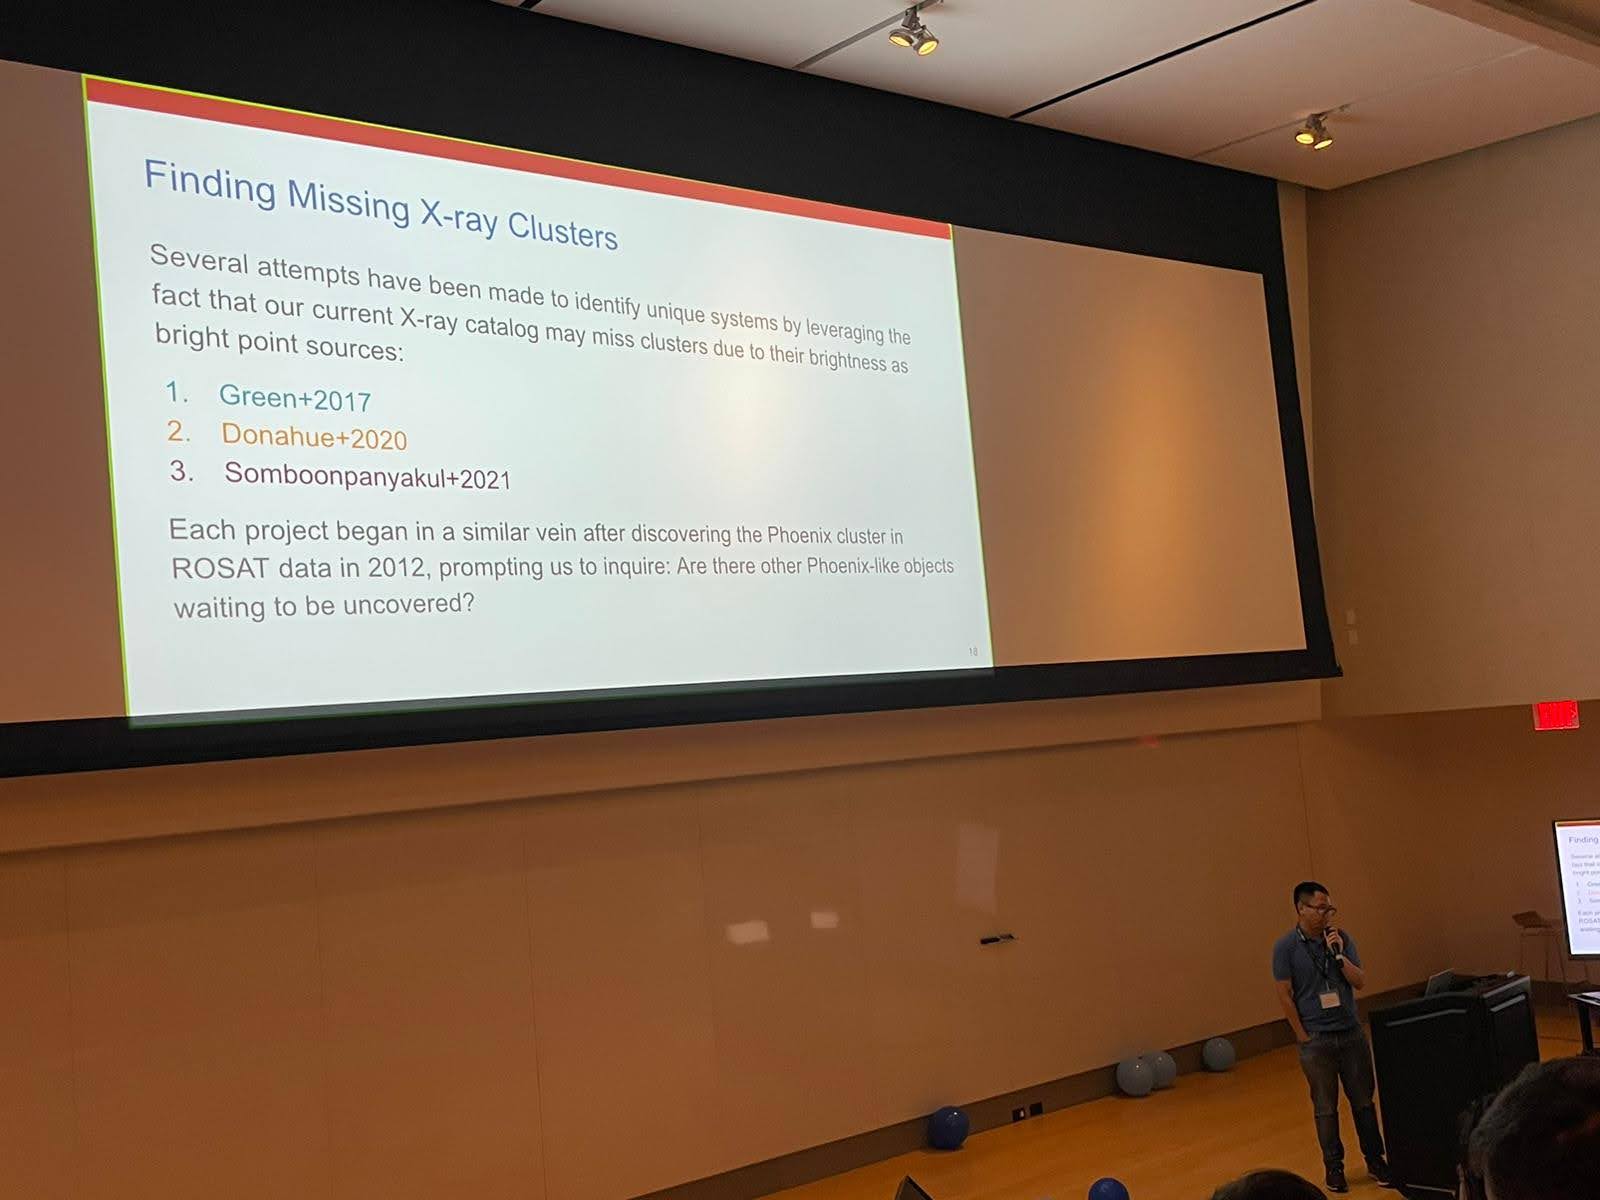 Finding Missing X-ray Clusters
Several attempts have been made to identify unique systems by leveraging the
fact that our current X-ray catalog may miss clusters due to their brightness as
bright point sources:
1. Green+2017
2. Donahue+2020
3. Somboonpanyakul+2021
Each project began in a similar vein after discovering the Phoenix cluster in
ROSAT data in 2012, prompting us to inquire: Are there other Phoenix-like objects
waiting to be uncovered?
18
Finding